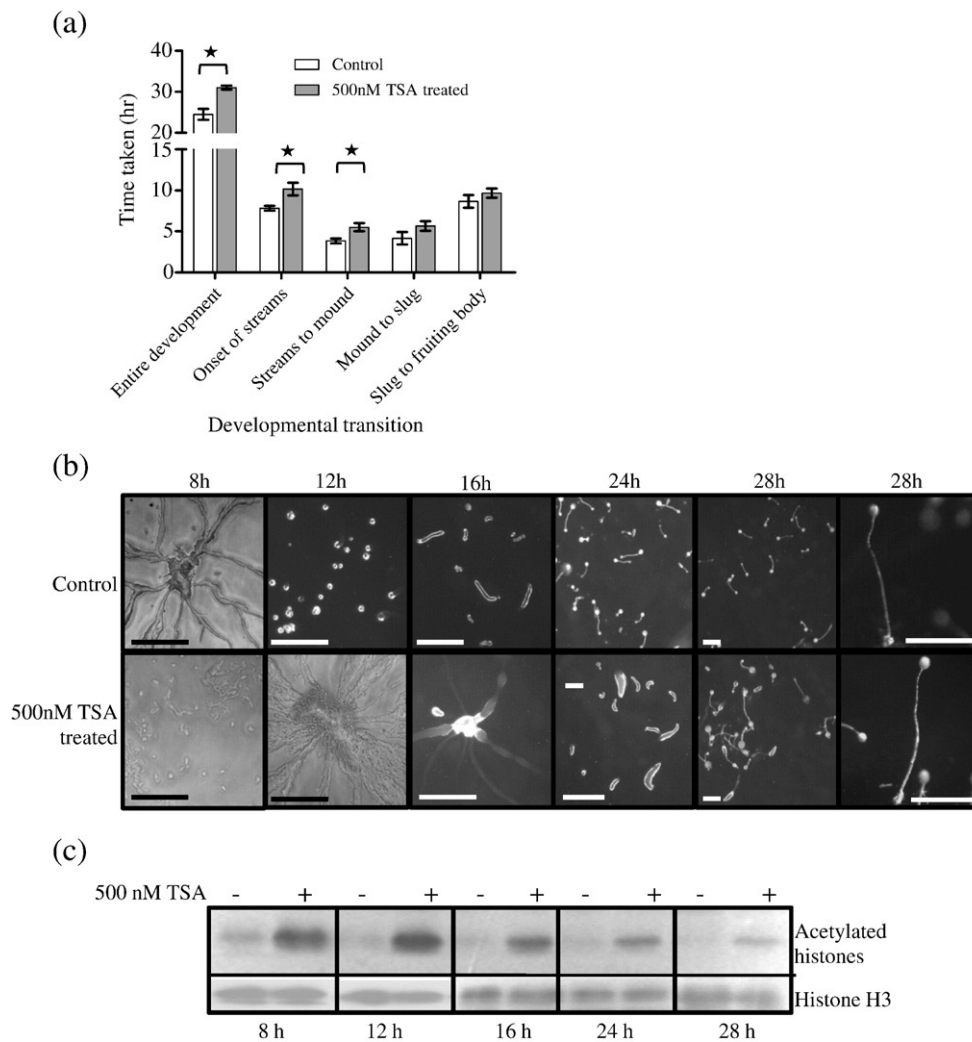 (a)
★
Control
500nM TSA treated
40
30
20
15
10
5
0
★
★
Time taken (hr)
Entire development
Onset of streams
Streams to mound
Mound to slug
Slug to fruiting body
Developmental transition
(b)
8h 12h 16h 24h 28h 28h
Control
500nM TSA
treated
(c)
500 nM TSA - + - + - + - + - +
Acetylated
histones
Histone H3
8 h 12 h 16 h 24 h 28 h